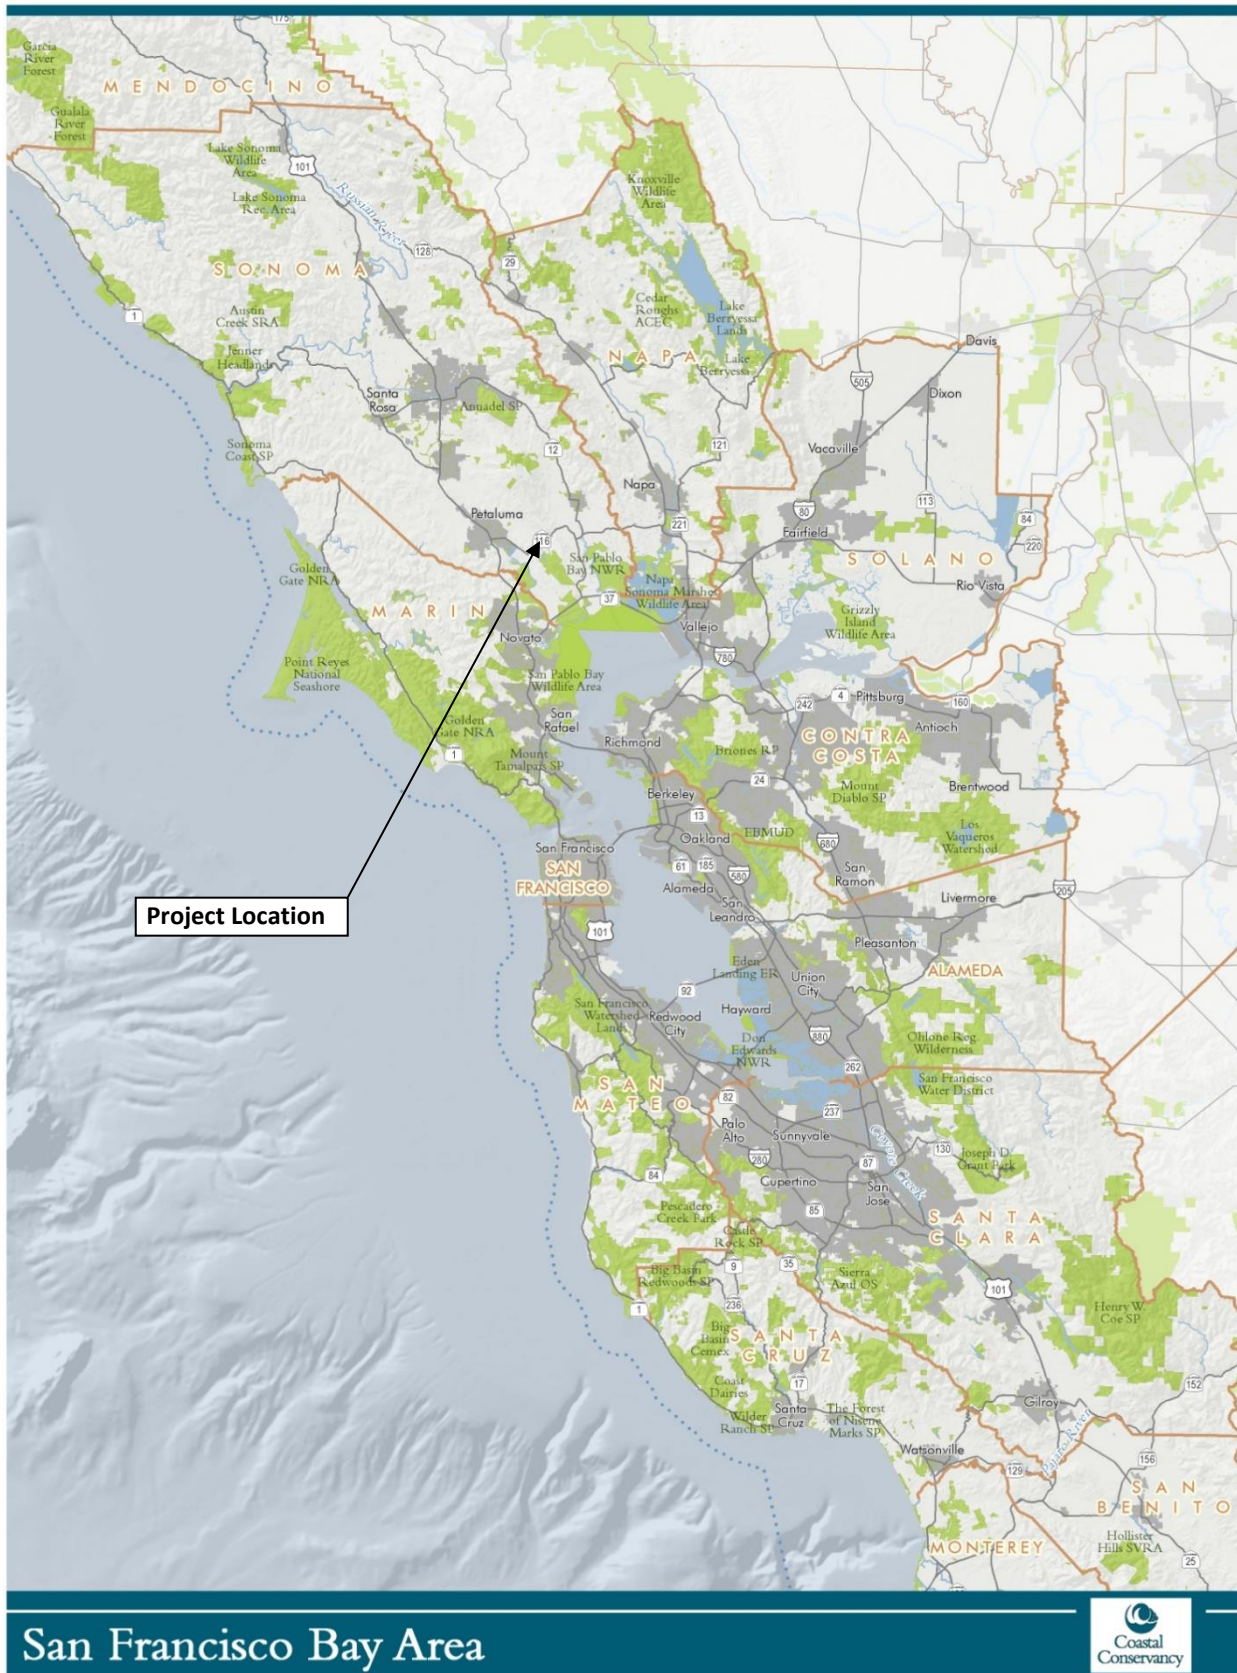 175
Garcia
River
Forest
MENDOCINO
Gualala
River
Forest
Lake Sonoma
Wildlife
Area
101
Lake Sonoma
Rec. Area
Russian River
Knoxville
Wildlife
Area
128
29
SONOMA
1
Austin
Creek SRA
Cedar
Roughs
ACEC
Lake
Berryessa
Lands
Jenner
Headlands
NAPA
Lake
Berryessa
Davis
505
Dixon
Santa
Rosa
Annadel SP
Sonoma
Coast SP
12
121
Vacaville
Napa
113
Petaluma
221
80
Fairfield
84
116
220
San Pablo
Bay NWR
SOLANO
Golden
Gate NRA
Napa
Sonoma Marshes
Wildlife Area
Rio Vista
MARIN
37
Grizzly
Island
Wildlife Area
Novato
Vallejo
780
Point Reyes
National
Seashore
San Pablo Bay
Wildlife Area
4
Pittsburg
160
242
San
Rafael
Golden
Gate NRA
Antioch
Richmond
CONTRA
COSTA
Briones RP
1
Mount
Tamalpais SP
24
Mount
Diablo SP
Brentwood
Berkeley
13
Los
Vaqueros
Watershed
Oakland
EBMUD
680
San Francisco
SAN
FRANCISCO
61
185
580
San
Ramon
Alameda
205
Livermore
San
Leandro
Project Location
101
Pleasanton
Eden
Landing ER
Union
City
ALAMEDA
92
Hayward
San Francisco
Watershed
Lands
Redwood
City
880
Ohlone Reg.
Wilderness
Don
Edwards
NWR
262
San Francisco
Water District
SAN
MATEO
82
237
Palo
Alto
Sunnyvale
Coyote Creek
130
Joseph D.
Grant Park
280
87
84
Cupertino
San
Jose
Pescadero
Creek Park
85
SANTA
CLARA
Castle
Rock SP
9
35
Big Basin
Redwoods SP
Sierra
Azul OS
101
1
236
Henry W.
Coe SP
Big
Basin
Cemex
SANTA
CRUZ
Coast
Dairies
17
152
Gilroy
Wilder
Ranch SP
Santa
Cruz
The Forest
of Nisene
Marks SP
Pajaro River
Watsonville
129
156
SAN
BENITO
MONTEREY
Hollister
Hills SVRA
25
San Francisco Bay Area
Coastal
Conservancy